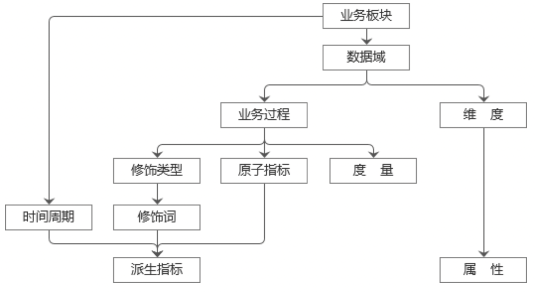 业务板块
数据域
业务过程
维 度
修饰类型
原子指标
度 量
时间周期
修饰词
派生指标
属 性